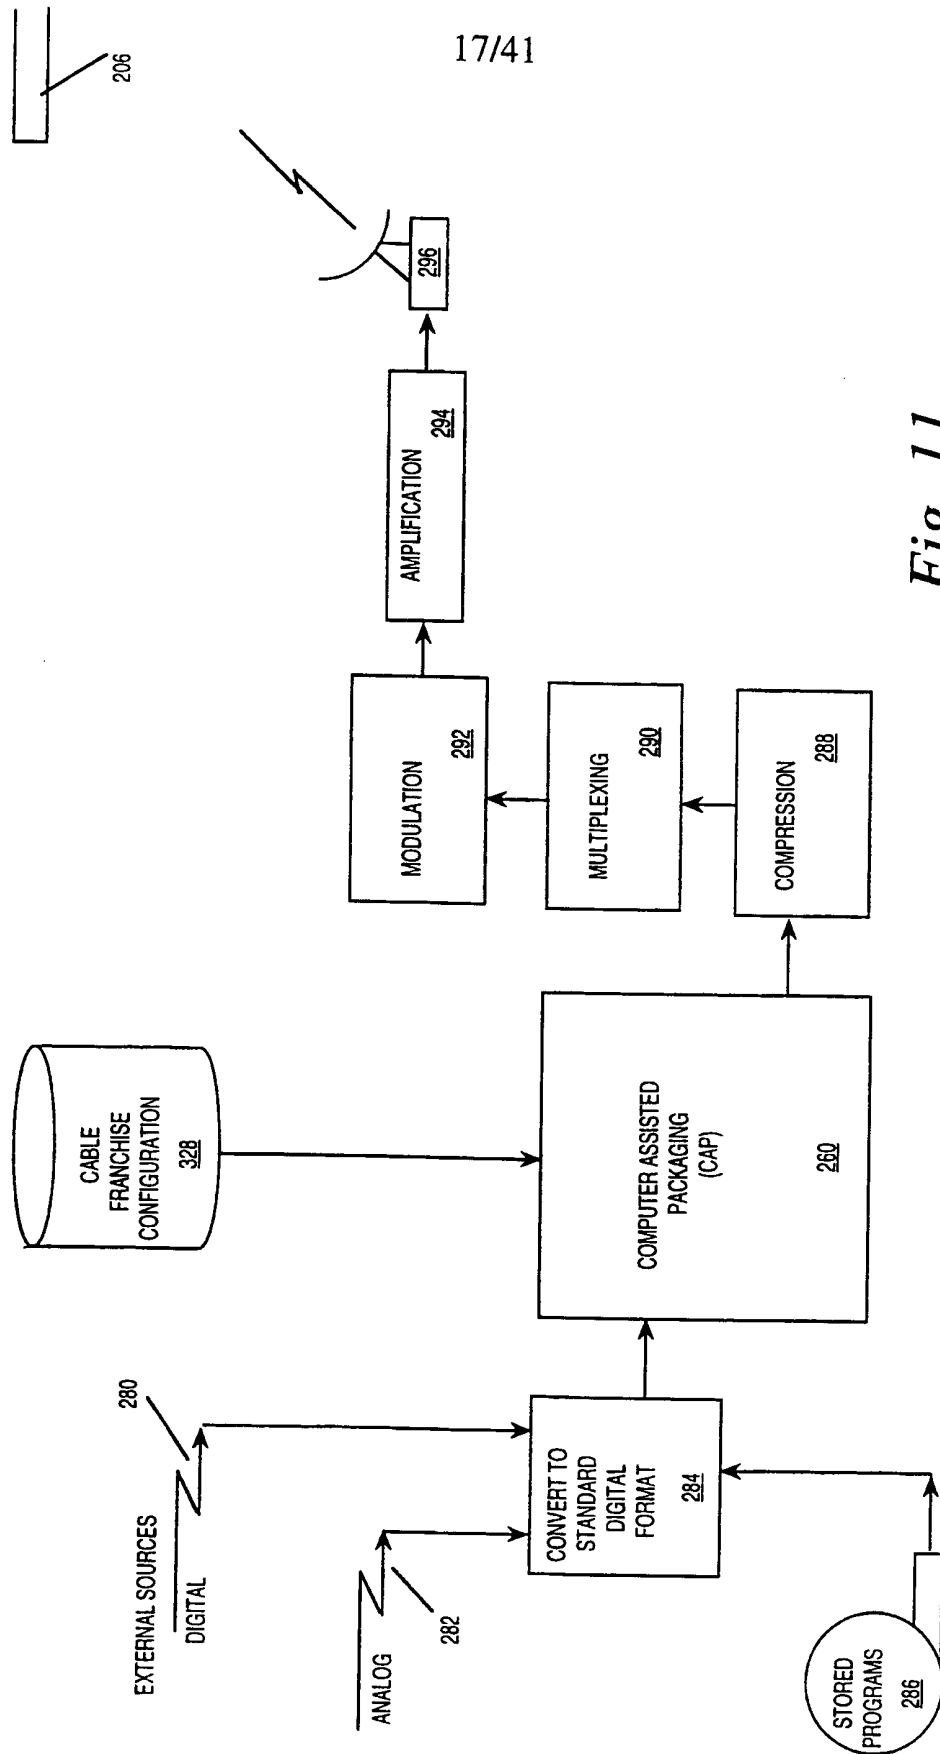 17/41
206
296
AMPLIFICATION
294
MODULATION
292
MULTIPLEXING
290
COMPRESSION
288
CABLE
FRANCHISE
CONFIGURATION
328
COMPUTER ASSISTED
PACKAGING
(CAP)
260
EXTERNAL SOURCES
DIGITAL
280
ANALOG
282
CONVERT TO
STANDARD
DIGITAL
FORMAT
284
STORED
PROGRAMS
286
Fig. 11